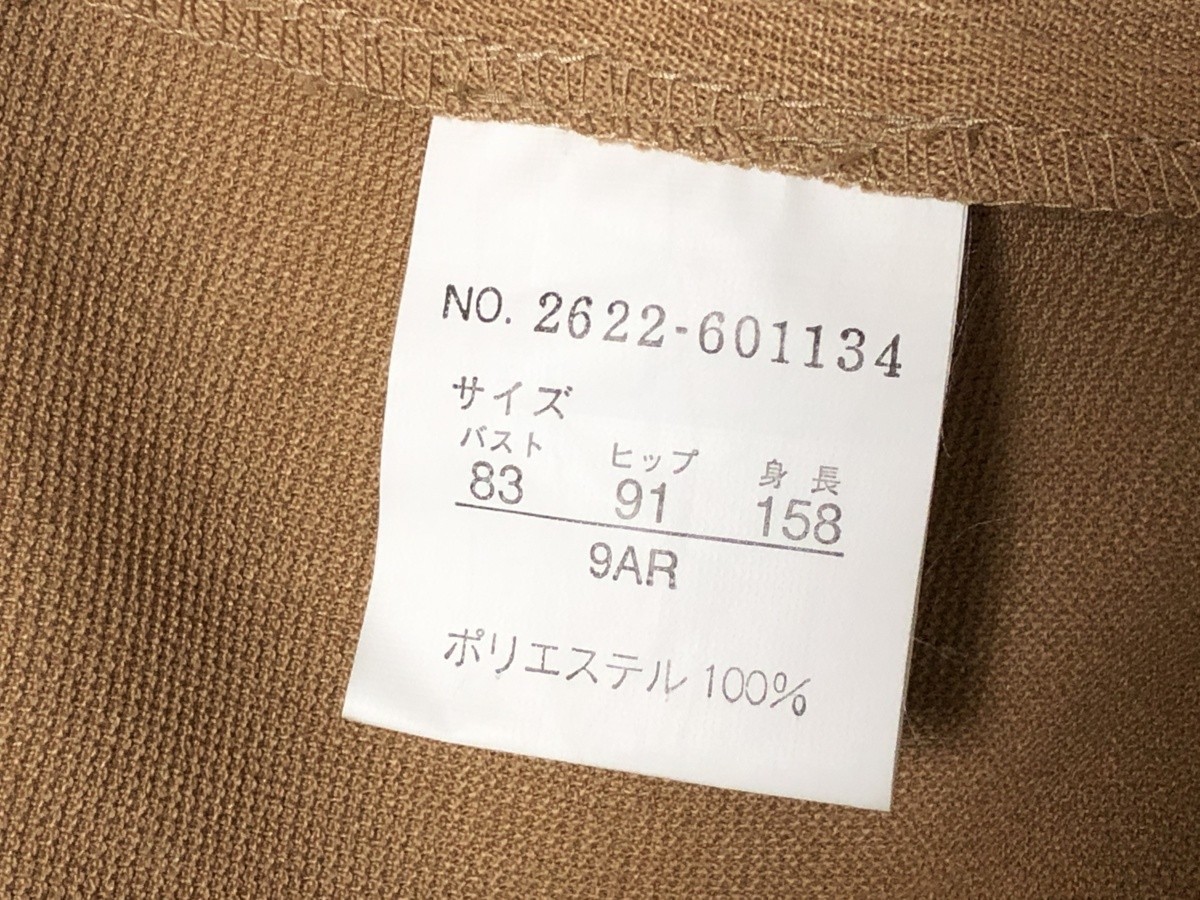 NO. 2622-601134
サイズ
バスト ヒップ 身長
83 91 158
9AR
ポリエステル 100%